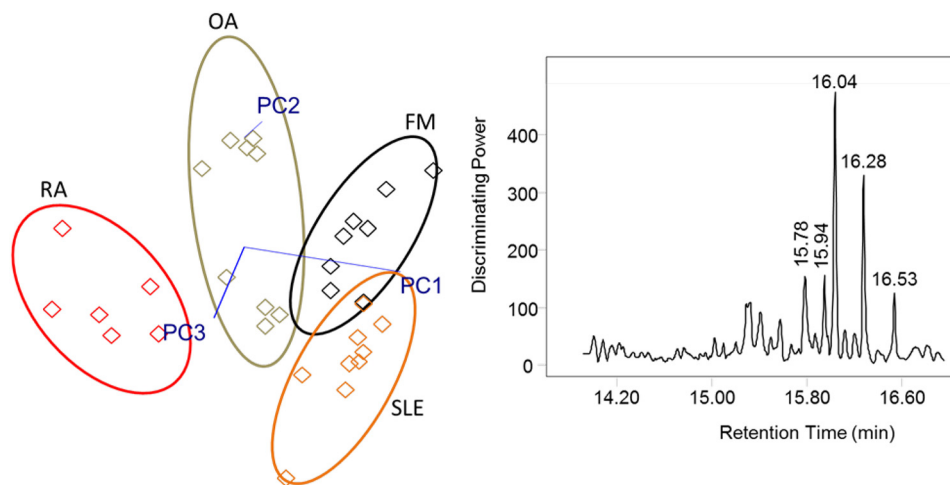 OA
PC2
FM
RA
PC1
PC3
SLE
16.04
16.28
15.78
15.94
16.53
Discriminating Power
400
300
200
100
0
14.20 15.00 15.80 16.60
Retention Time (min)